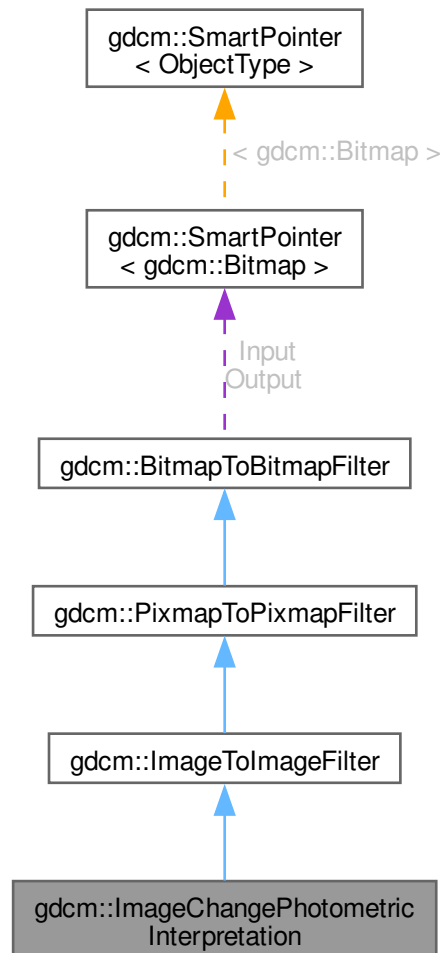 gdcm::SmartPointer
< ObjectType >
< gdcm::Bitmap >
gdcm::SmartPointer
< gdcm::Bitmap >
Input
Output
gdcm::BitmapToBitmapFilter
gdcm::PixmapToPixmapFilter
gdcm::ImageToImageFilter
gdcm::ImageChangePhotometric
Interpretation